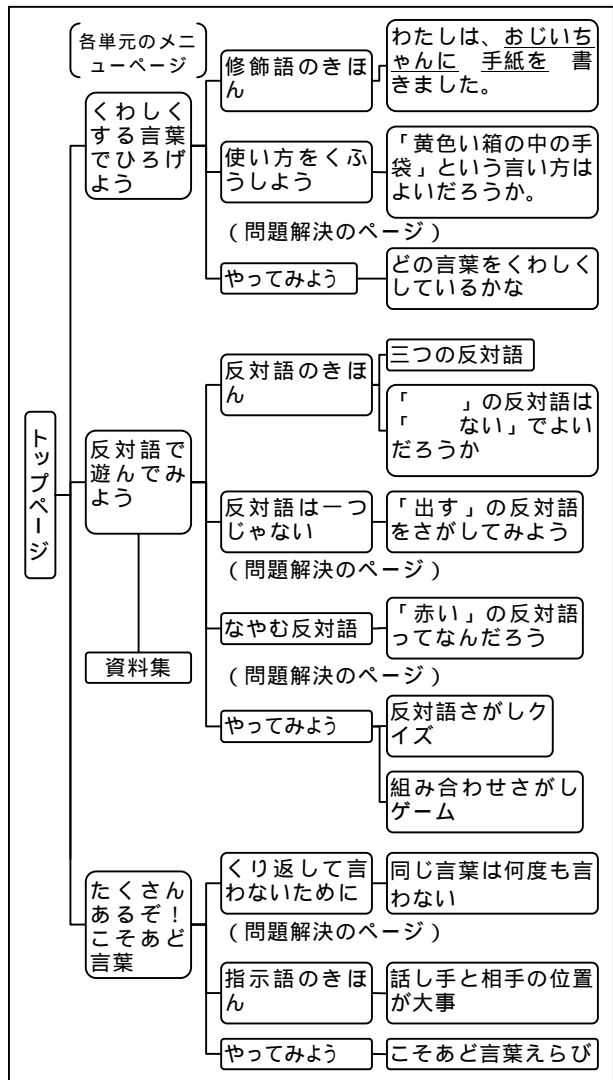 各単元のメニ
ューページ
トップページ
くわしく
する言葉
でひろげ
よう
修飾語のきほ
ん
わたしは、おじいち
ゃんに　手紙を　書
きました。
使い方をくふ
うしよう
「黄色い箱の中の手
袋」という言い方は
よいだろうか。
(問題解決のページ)
やってみよう
どの言葉をくわしく
しているかな
反対語で
遊んでみ
よう
資料集
反対語のきほ
ん
三つの反対語
「　　」の反対語は
「　　ない」でよい
だろうか
反対語は一つ
じゃない
「出す」の反対語
をさがしてみよう
(問題解決のページ)
なやむ反対語
「赤い」の反対語
ってなんだろう
(問題解決のページ)
やってみよう
反対語さがしク
イズ
組み合わせさがし
ゲーム
たくさん
あるぞ！
こそあど
言葉
くり返して言
わないために
同じ言葉は何度も言
わない
(問題解決のページ)
指示語のきほ
ん
話し手と相手の位置
が大事
やってみよう
こそあど言葉えらび